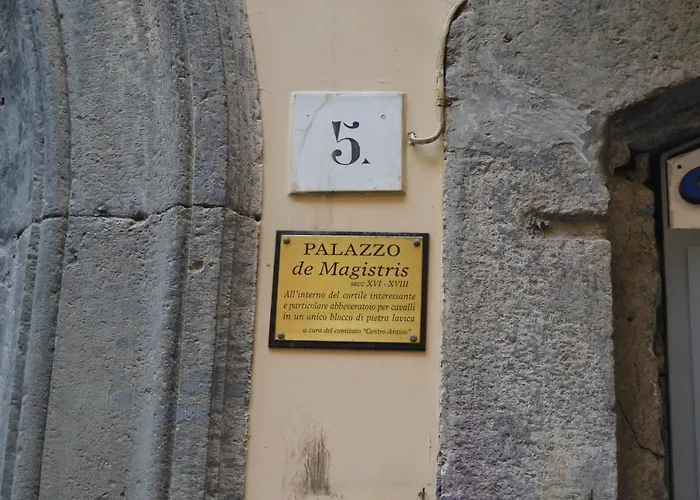 5.
PALAZZO
de Magistris
secc XVI - XVIII
All'interno del cortile interessante
e particolare abbeveratoio per cavalli
in un unico blocco di pietra lavica
a cura del comitato "Centro Antico"